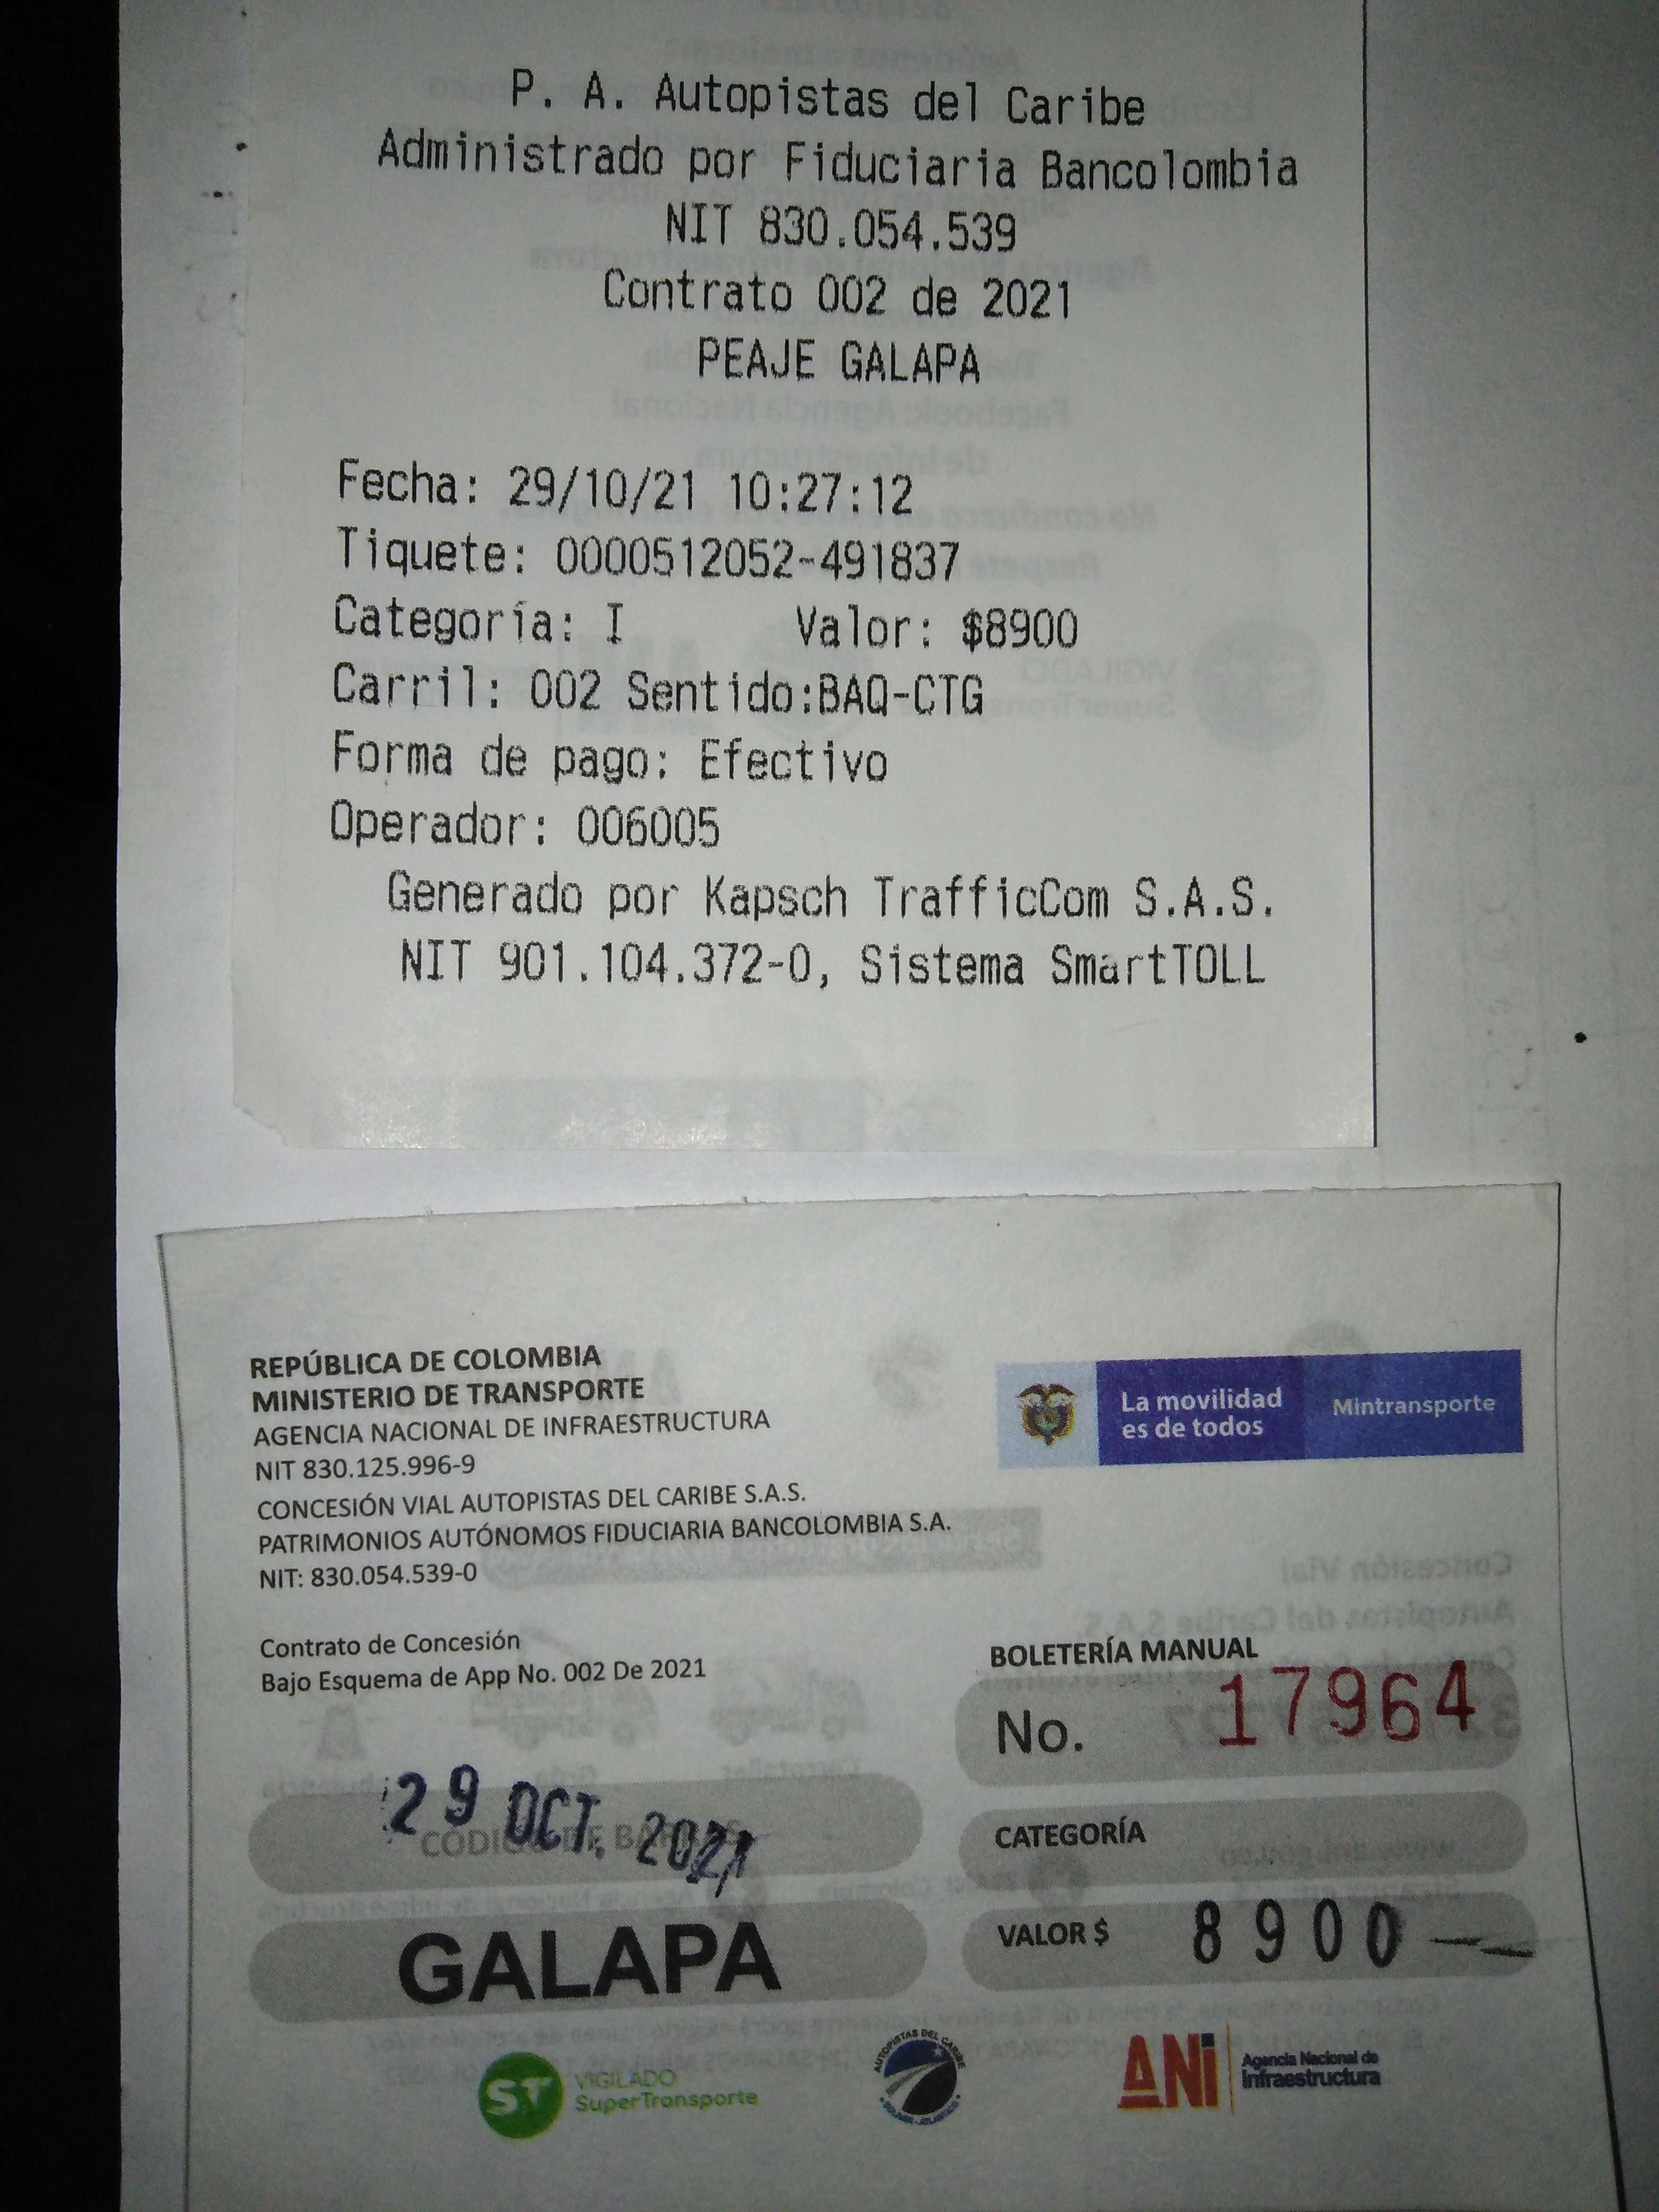 P. A. Autopistas del Caribe
Administrado por Fiduciaria Bancolombia
NIT 830.054.539
Contrato 002 de 2021
PEAJE GALAPA
Fecha: 29/10/21 10:27:12
Tiquete: 0000512052-491837
Categoría: I Valor: $8900
Carril: 002 Sentido:BAQ-CTG
Forma de pago: Efectivo
Operador: 006005
Generado por Kapsch TrafficCom S.A.S.
NIT 901.104.372-0, Sistema SmartTOLL
REPÚBLICA DE COLOMBIA
MINISTERIO DE TRANSPORTE
AGENCIA NACIONAL DE INFRAESTRUCTURA
NIT 830.125.996-9
CONCESIÓN VIAL AUTOPISTAS DEL CARIBE S.A.S.
PATRIMONIOS AUTÓNOMOS FIDUCIARIA BANCOLOMBIA S.A.
NIT: 830.054.539-0
La movilidad
es de todos
Mintransporte
Contrato de Concesión
Bajo Esquema de App No. 002 De 2021
BOLETERÍA MANUAL
No. 17964
29 OCT. 2021
CÓDIGO DE BARRAS
CATEGORÍA
GALAPA
VALOR $ 8900
ST VIGILADO
SuperTransporte
AUTOPISTAS DEL CARIBE
ANi Agencia Nacional de
Infraestructura